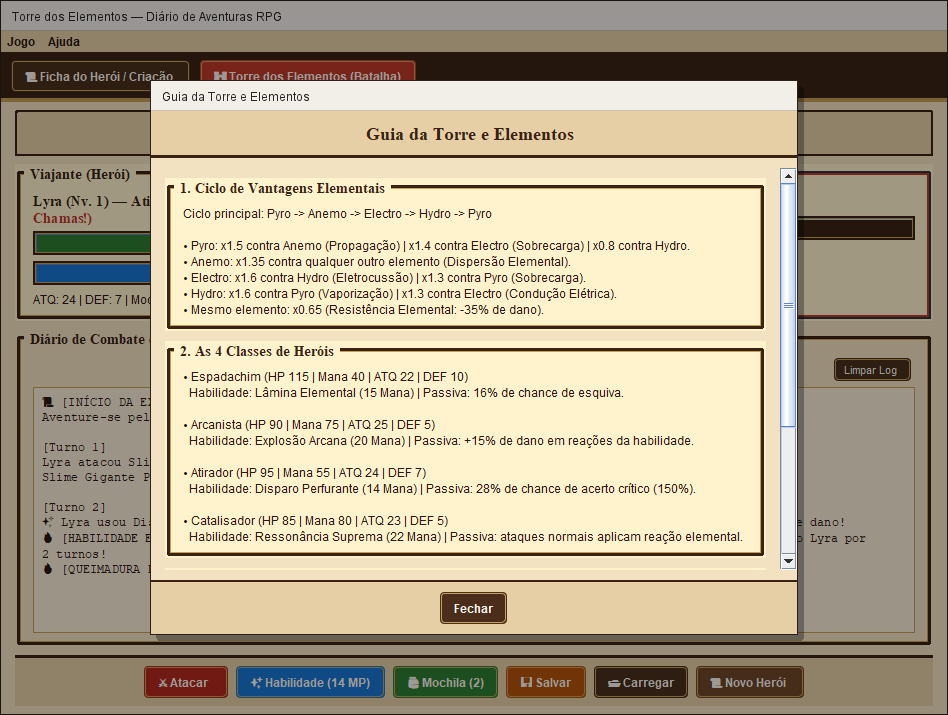 Torre dos Elementos — Diário de Aventuras RPG
Jogo Ajuda
Ficha do Herói / Criação
Torre dos Elementos (Batalha)
Guia da Torre e Elementos
Guia da Torre e Elementos
Viajante (Herói)
Lyra (Nv. 1) — Ati
Chamas!)
ATQ: 24 | DEF: 7 | Moc
1. Ciclo de Vantagens Elementais
Ciclo principal: Pyro -> Anemo -> Electro -> Hydro -> Pyro
• Pyro: x1.5 contra Anemo (Propagação) | x1.4 contra Electro (Sobrecarga) | x0.8 contra Hydro.
• Anemo: x1.35 contra qualquer outro elemento (Dispersão Elemental).
• Electro: x1.6 contra Hydro (Eletrocussão) | x1.3 contra Pyro (Sobrecarga).
• Hydro: x1.6 contra Pyro (Vaporização) | x1.3 contra Electro (Condução Elétrica).
• Mesmo elemento: x0.65 (Resistência Elemental: -35% de dano).
2. As 4 Classes de Heróis
• Espadachim (HP 115 | Mana 40 | ATQ 22 | DEF 10)
Habilidade: Lâmina Elemental (15 Mana) | Passiva: 16% de chance de esquiva.
• Arcanista (HP 90 | Mana 75 | ATQ 25 | DEF 5)
Habilidade: Explosão Arcana (20 Mana) | Passiva: +15% de dano em reações da habilidade.
• Atirador (HP 95 | Mana 55 | ATQ 24 | DEF 7)
Habilidade: Disparo Perfurante (14 Mana) | Passiva: 28% de chance de acerto crítico (150%).
• Catalisador (HP 85 | Mana 80 | ATQ 23 | DEF 5)
Habilidade: Ressonância Suprema (22 Mana) | Passiva: ataques normais aplicam reação elemental.
Fechar
Diário de Combate
Limpar Log
[INÍCIO DA EX
Aventure-se pel
[Turno 1]
Lyra atacou Sli
Slime Gigante P
[Turno 2]
Lyra usou Dis
e dano!
[HABILIDADE E
o Lyra por
2 turnos!
[QUEIMADURA
Atacar
Habilidade (14 MP)
Mochila (2)
Salvar
Carregar
Novo Herói